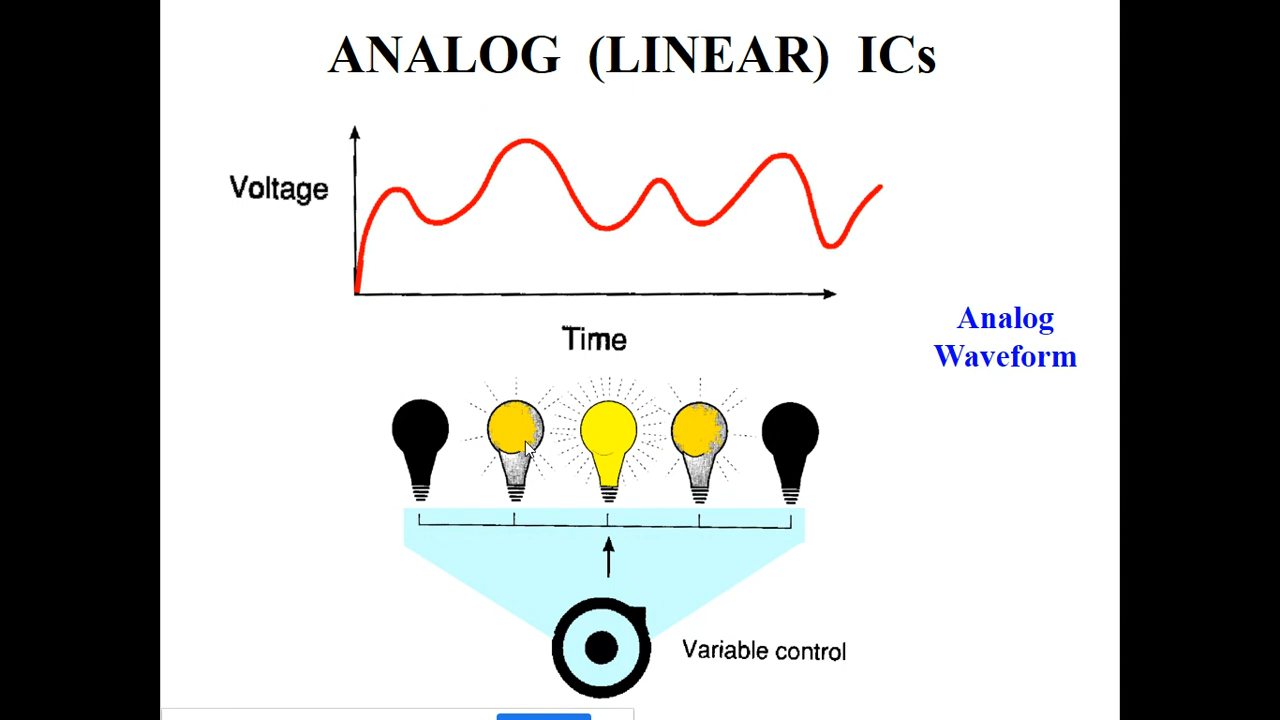 ANALOG (LINEAR) ICs
Voltage
Time
Analog
Waveform
Variable control